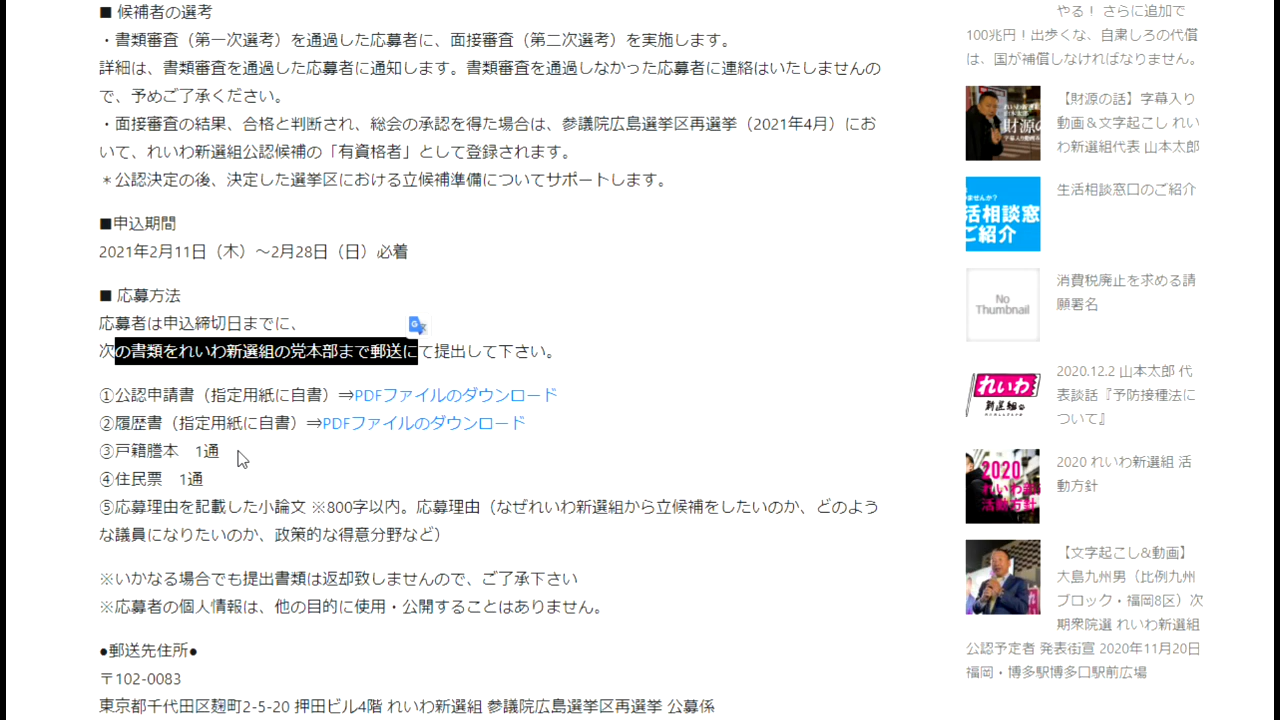 ■ 候補者の選考
・書類審査（第一次選考）を通過した応募者に、面接審査（第二次選考）を実施します。
詳細は、書類審査を通過した応募者に通知します。書類審査を通過しなかった応募者に連絡はいたしませんの
で、予めご了承ください。
・面接審査の結果、合格と判断され、総会の承認を得た場合は、参議院広島選挙区再選挙（2021年4月）にお
いて、れいわ新選組公認候補の「有資格者」として登録されます。
＊公認決定の後、決定した選挙区における立候補準備についてサポートします。
■申込期間
2021年2月11日（木）～2月28日（日）必着
■ 応募方法
応募者は申込締切日までに、
次の書類をれいわ新選組の党本部まで郵送にて提出して下さい。
①公認申請書（指定用紙に自書）⇒PDFファイルのダウンロード
②履歴書（指定用紙に自書）⇒PDFファイルのダウンロード
③戸籍謄本　1通
④住民票　1通
⑤応募理由を記載した小論文 ※800字以内。応募理由（なぜれいわ新選組から立候補をしたいのか、どのよう
な議員になりたいのか、政策的な得意分野など）
※いかなる場合でも提出書類は返却致しませんので、ご了承下さい
※応募者の個人情報は、他の目的に使用・公開することはありません。
●郵送先住所●
〒102-0083
東京都千代田区麹町2-5-20 押田ビル4階 れいわ新選組 参議院広島選挙区再選挙 公募係
やる！ さらに追加で
100兆円！出歩くな、自粛しろの代償
は、国が補償しなければなりません。
【財源の話】字幕入り
動画＆文字起こし れい
わ新選組代表 山本太郎
財源の
生活相談窓口のご紹介
ませんか？
活相談窓
ご紹介
消費税廃止を求める請
願署名
No
Thumbnail
2020.12.2 山本太郎 代
表談話『予防接種法に
ついて』
れいわ
新選組
2020 れいわ新選組 活
動方針
2020
れいわ新
活動方針
【文字起こし&動画】
大島九州男（比例九州
ブロック・福岡8区）次
期衆院選 れいわ新選組
公認予定者 発表街宣 2020年11月20日
福岡・博多駅博多口駅前広場